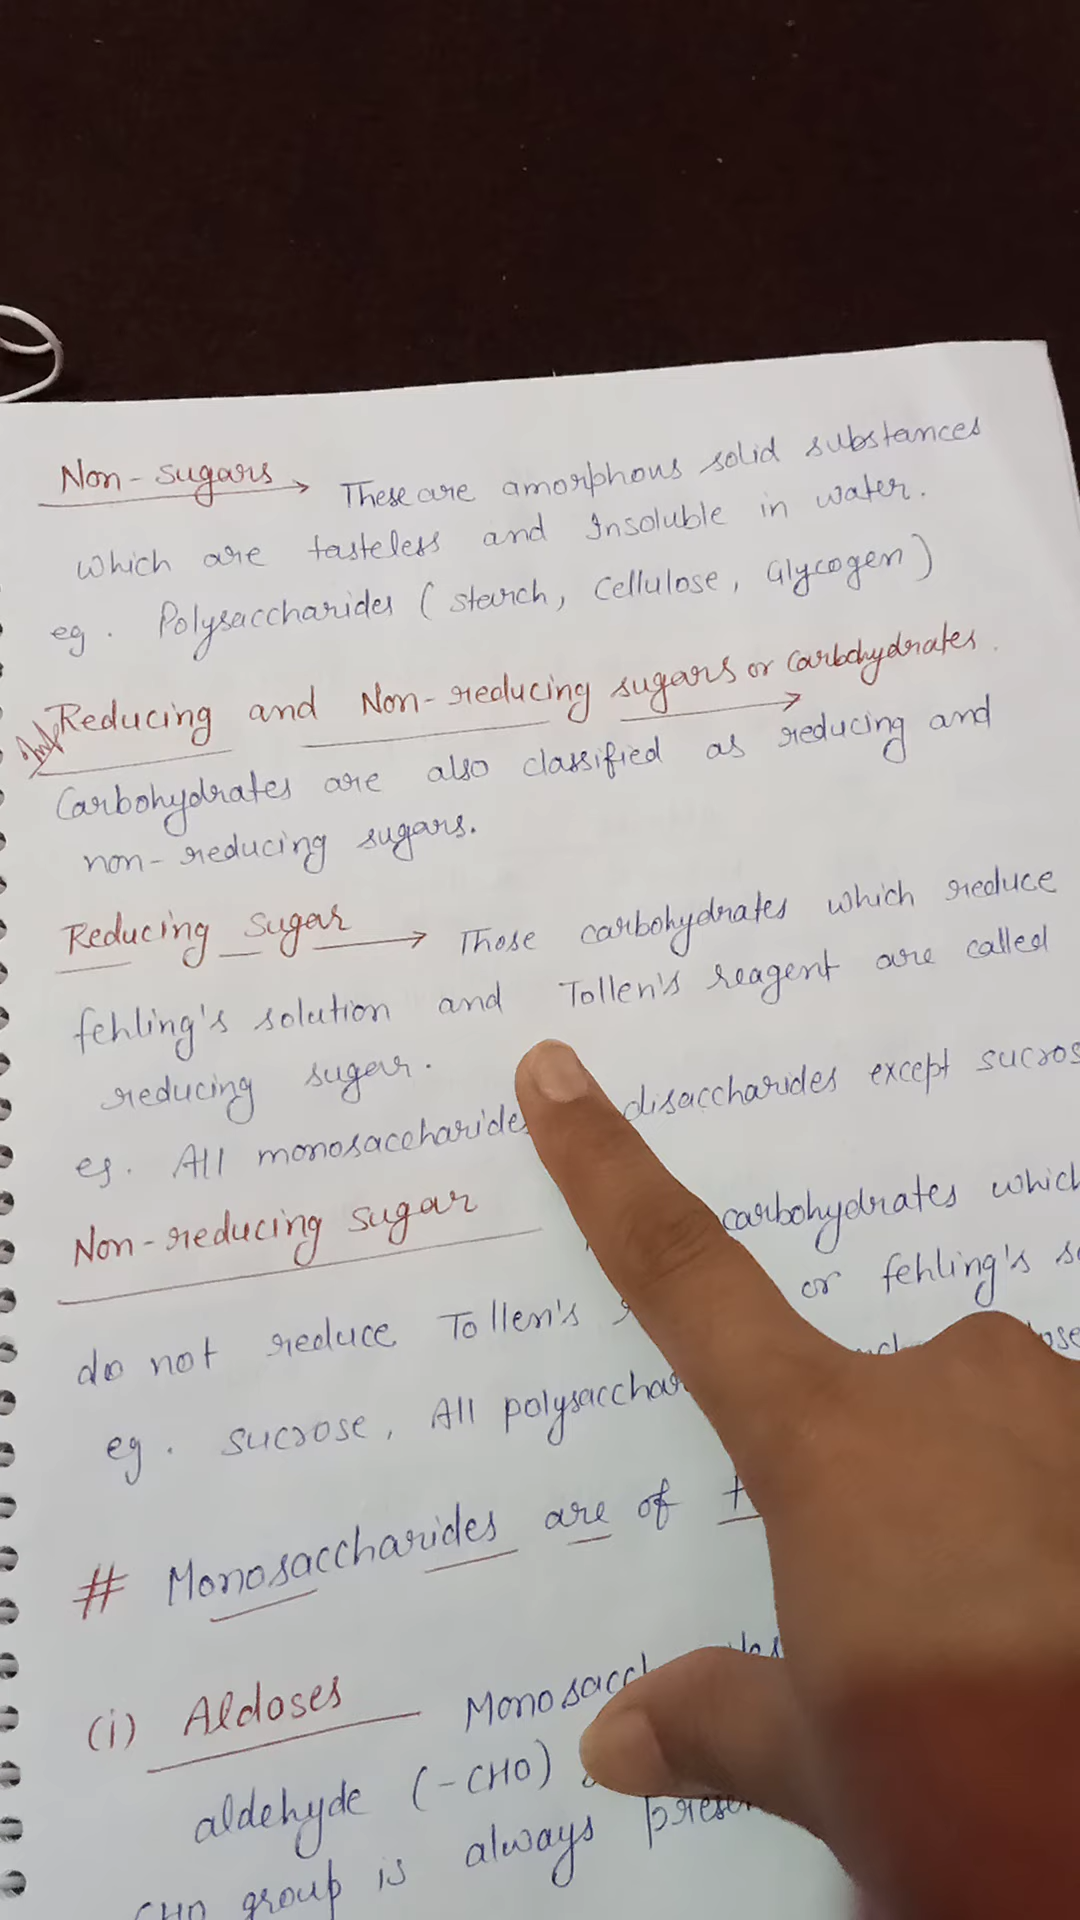 Non-sugars → These are amorphous solid substances
which are tasteless and Insoluble in water.
eg. Polysaccharides (starch, cellulose, Glycogen)
Imp Reducing and Non-reducing sugars or carbohydrates.
Carbohydrates are also classified as reducing and
non-reducing sugars.
Reducing Sugar → Those carbohydrates which reduce
fehling's solution and Tollen's reagent are called
reducing sugar.
eg. All monosaccharides disaccharides except
Non-reducing sugar carbohydrates which
do not reduce Tollen's or fehling's
eg. sucrose, All
# Monosaccharides are of
(i) Aldoses
aldehyde (-CHO)
CHO group is always